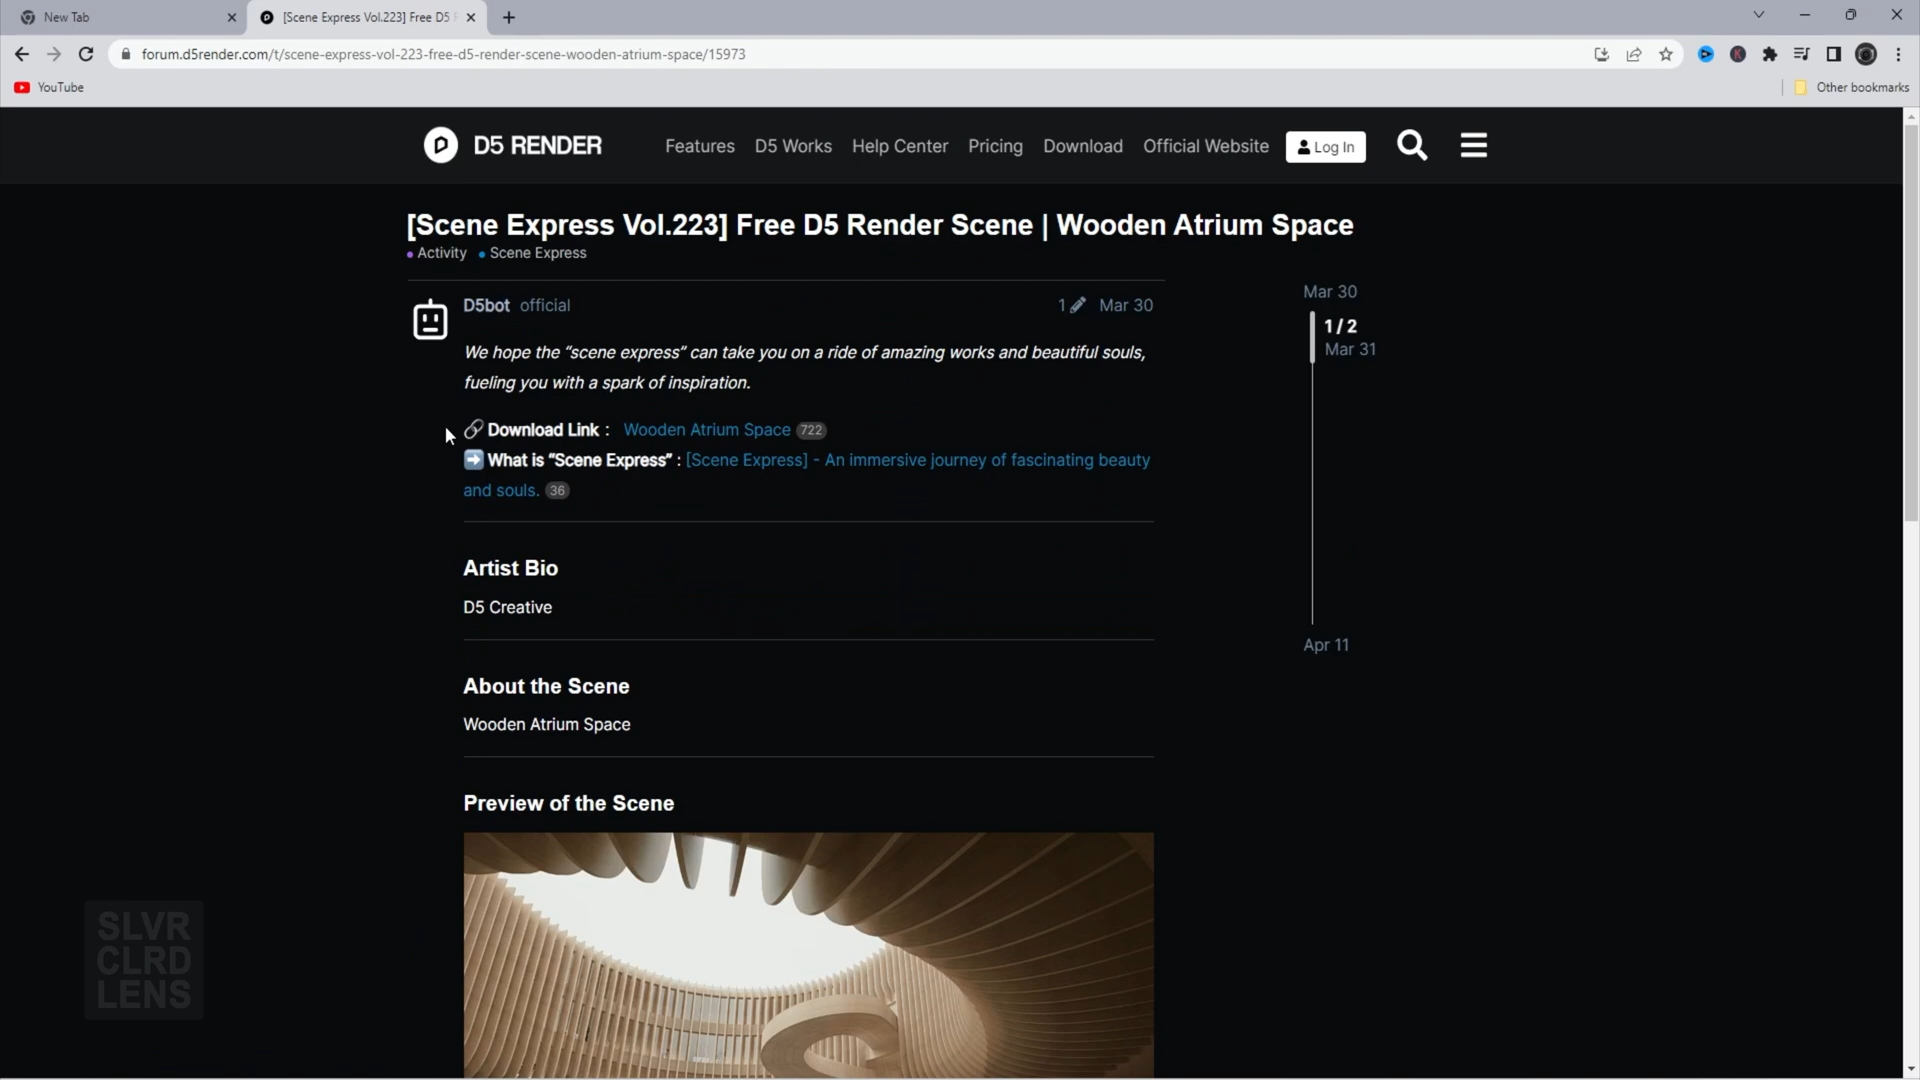 New Tab
[Scene Express Vol.223] Free D5 R
forum.d5render.com/t/scene-express-vol-223-free-d5-render-scene-wooden-atrium-space/15973
YouTube
Other bookmarks
D5 RENDER
Features
D5 Works
Help Center
Pricing
Download
Official Website
Log In
[Scene Express Vol.223] Free D5 Render Scene | Wooden Atrium Space
Activity
Scene Express
D5bot official
1
Mar 30
We hope the “scene express” can take you on a ride of amazing works and beautiful souls,
fueling you with a spark of inspiration.
Download Link : Wooden Atrium Space 722
What is “Scene Express” : [Scene Express] - An immersive journey of fascinating beauty
and souls. 36
Mar 30
1 / 2
Mar 31
Apr 11
Artist Bio
D5 Creative
About the Scene
Wooden Atrium Space
Preview of the Scene
SLVR
CLRD
LENS